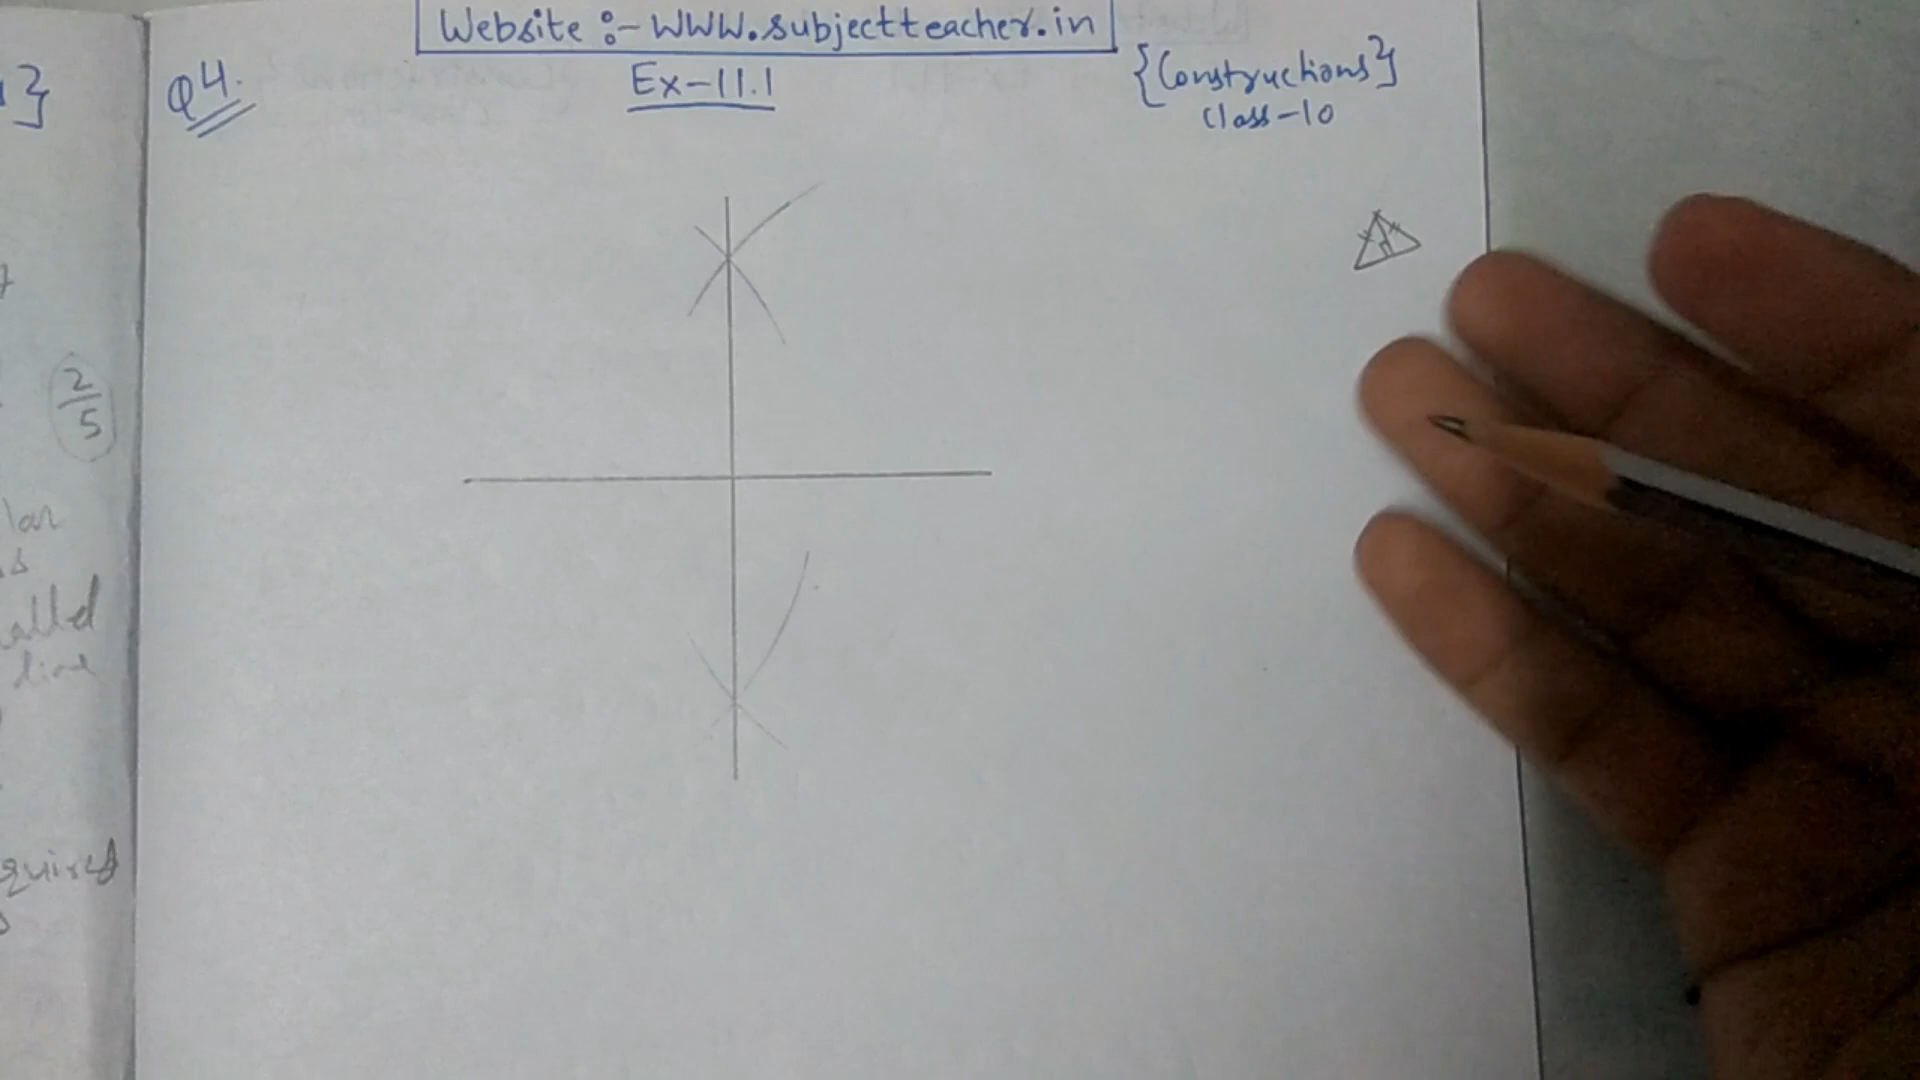 Website :- WWW.subjectteacher.in
Q4.
Ex-11.1
{Constructions}
Class-10
}
2/5